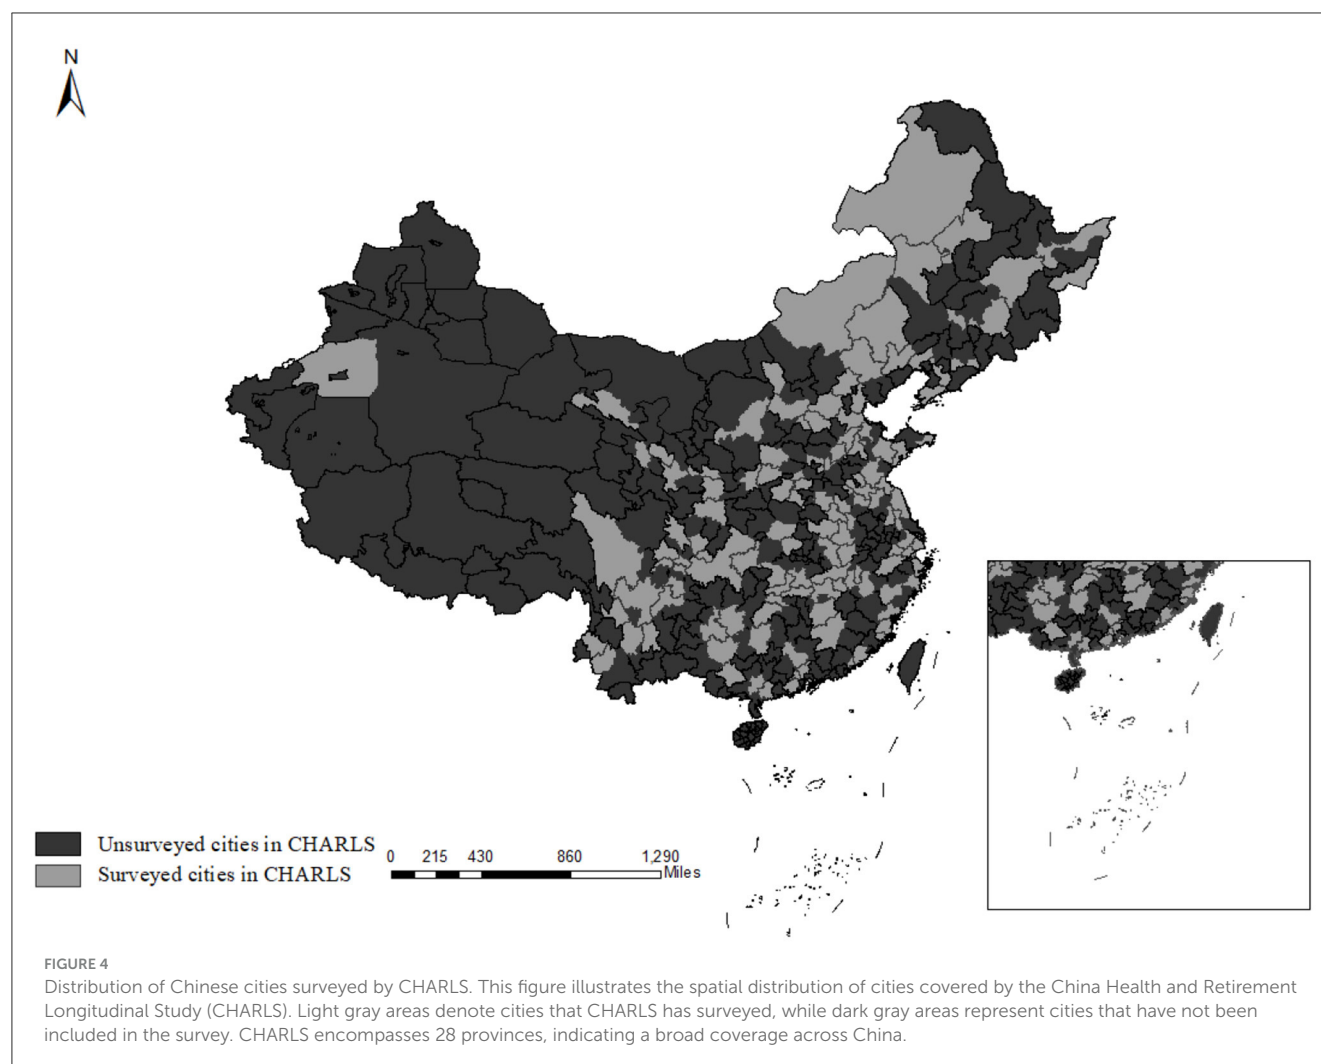 N
Unsurveyed cities in CHARLS
Surveyed cities in CHARLS
0 215 430 860 1,290
Miles
FIGURE 4
Distribution of Chinese cities surveyed by CHARLS. This figure illustrates the spatial distribution of cities covered by the China Health and Retirement
Longitudinal Study (CHARLS). Light gray areas denote cities that CHARLS has surveyed, while dark gray areas represent cities that have not been
included in the survey. CHARLS encompasses 28 provinces, indicating a broad coverage across China.